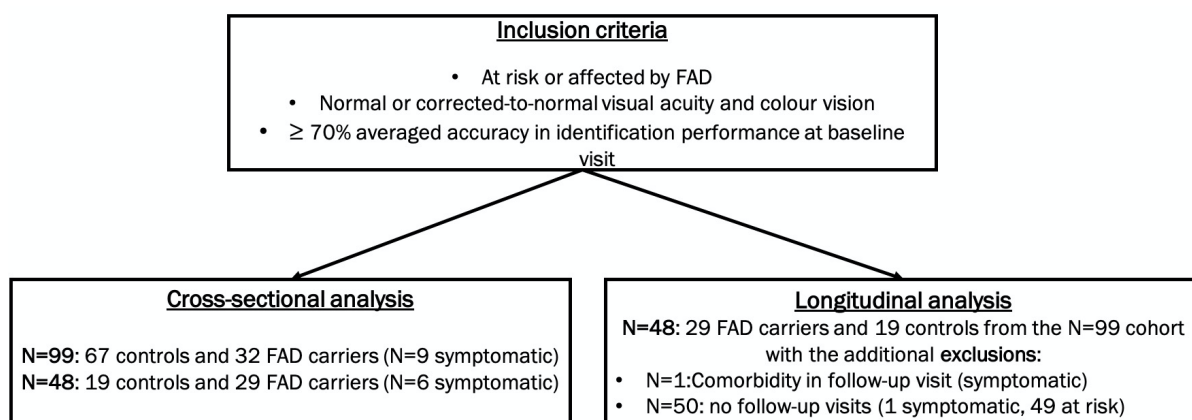 Inclusion criteria
• At risk or affected by FAD
• Normal or corrected-to-normal visual acuity and colour vision
• ≥ 70% averaged accuracy in identification performance at baseline
visit
Cross-sectional analysis
N=99: 67 controls and 32 FAD carriers (N=9 symptomatic)
N=48: 19 controls and 29 FAD carriers (N=6 symptomatic)
Longitudinal analysis
N=48: 29 FAD carriers and 19 controls from the N=99 cohort
with the additional exclusions:
• N=1:Comorbidity in follow-up visit (symptomatic)
• N=50: no follow-up visits (1 symptomatic, 49 at risk)